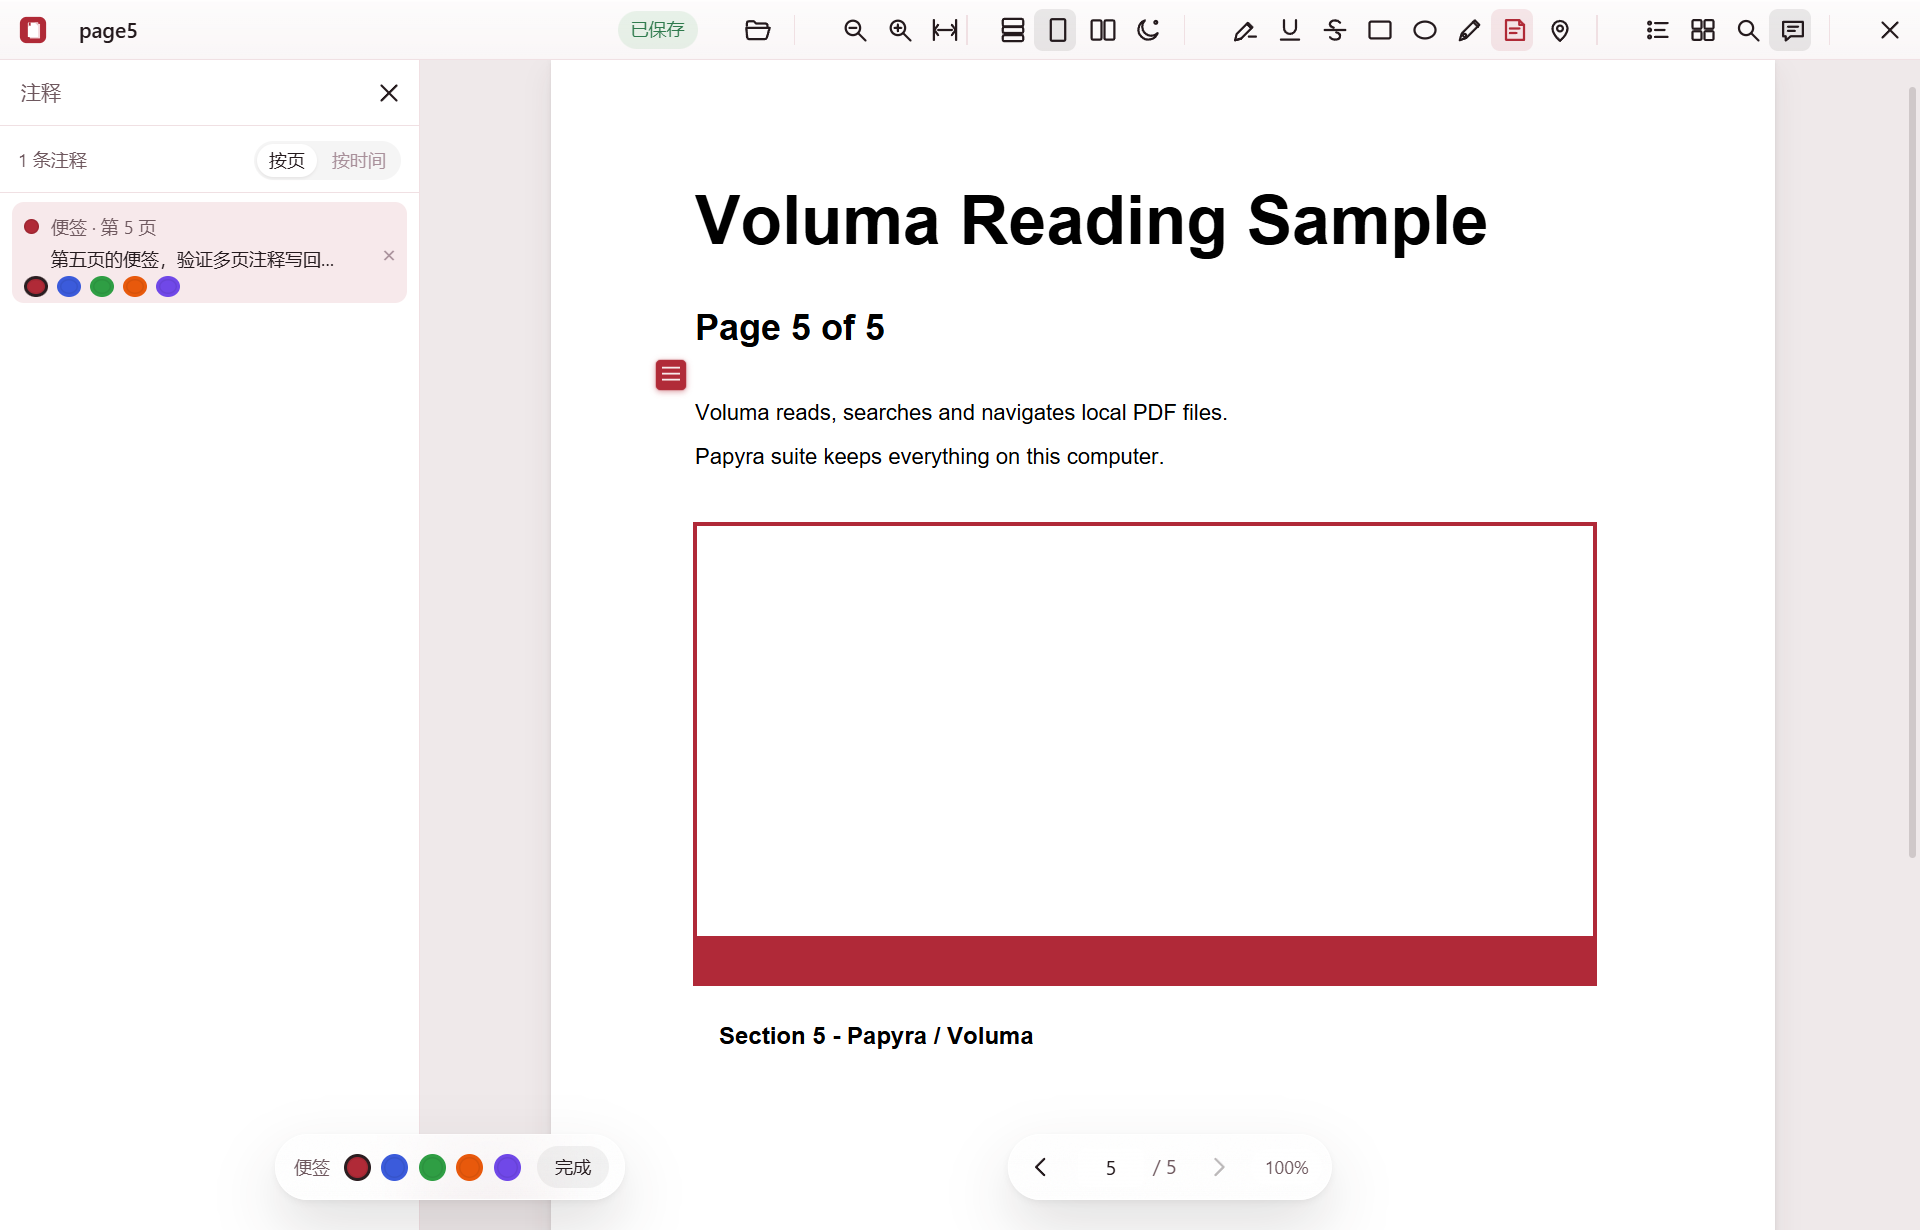 page5
已保存
注释
1 条注释
按页
按时间
便签 · 第 5 页
第五页的便签，验证多页注释写回...
Voluma Reading Sample
Page 5 of 5
Voluma reads, searches and navigates local PDF files.
Papyra suite keeps everything on this computer.
Section 5 - Papyra / Voluma
便签
完成
5
/ 5
100%